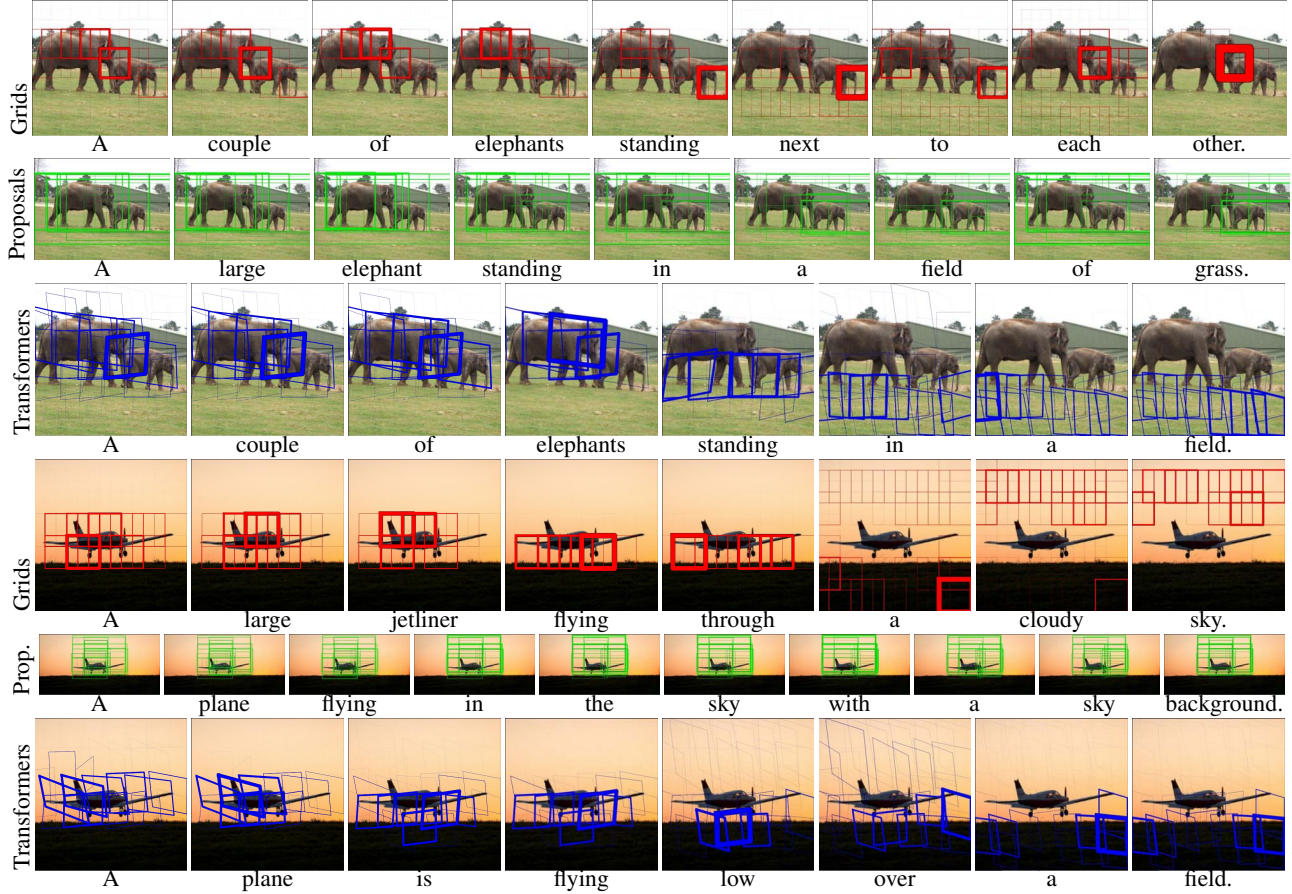 Grids
A couple of elephants standing next to each other.
Proposals
A large elephant standing in a field of grass.
Transformers
A couple of elephants standing in a field.
Grids
A large jetliner flying through a cloudy sky.
Prop.
A plane flying in the sky with a sky background.
Transformers
A plane is flying low over a field.